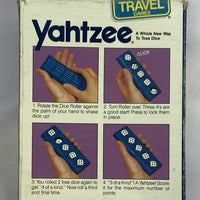 TRAVEL
GAMES
yahtzee
A Whole New Way
To Toss Dice
CLICK
1. Rotate the Dice Roller against
the palm of your hand to shake
dice up!
2. Turn Roller over. Three 4's are a
good start! Press to lock them
in place.
3. You rolled 2 free dice again to
get "4 of a Kind." Now roll a third
and final time.
4. "5 of a Kind"! A Yahtzee! Score
it for the maximum number of
points.